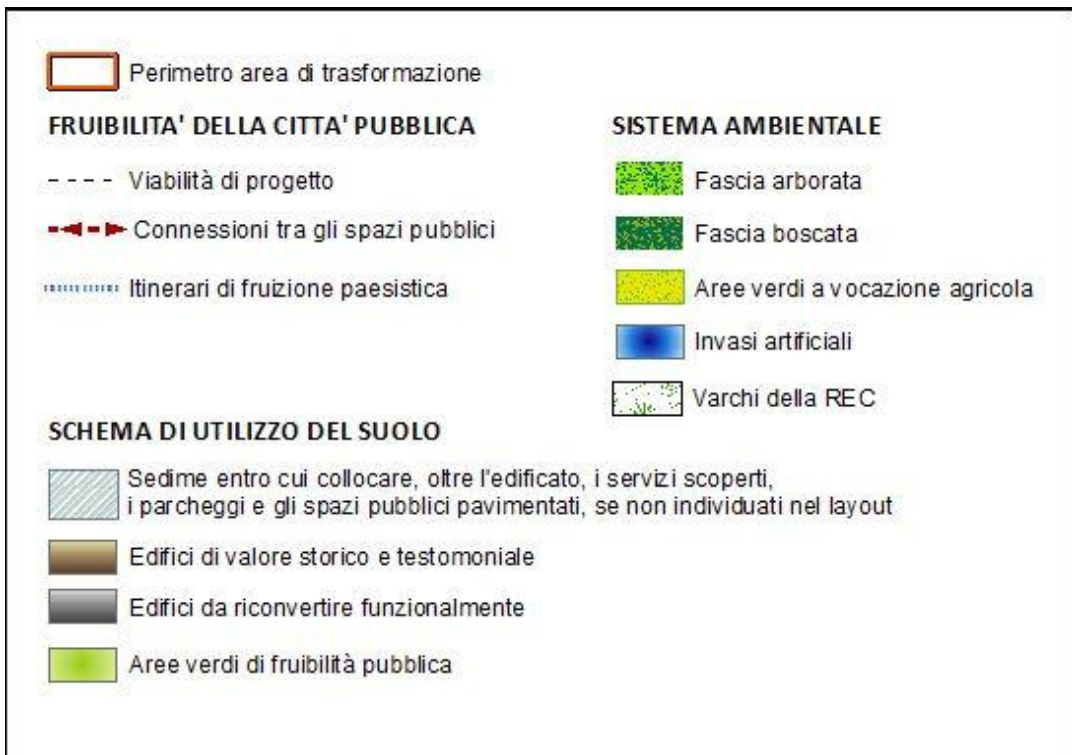 Perimetro area di trasformazione
FRUIBILITA' DELLA CITTA' PUBBLICA
Viabilità di progetto
Connessioni tra gli spazi pubblici
Itinerari di fruizione paesistica
SISTEMA AMBIENTALE
Fascia arborata
Fascia boscata
Aree verdi a vocazione agricola
Invasi artificiali
Varchi della REC
SCHEMA DI UTILIZZO DEL SUOLO
Sedime entro cui collocare, oltre l'edificato, i servizi scoperti,
i parcheggi e gli spazi pubblici pavimentati, se non individuati nel layout
Edifici di valore storico e testomoniale
Edifici da riconvertire funzionalmente
Aree verdi di fruibilità pubblica